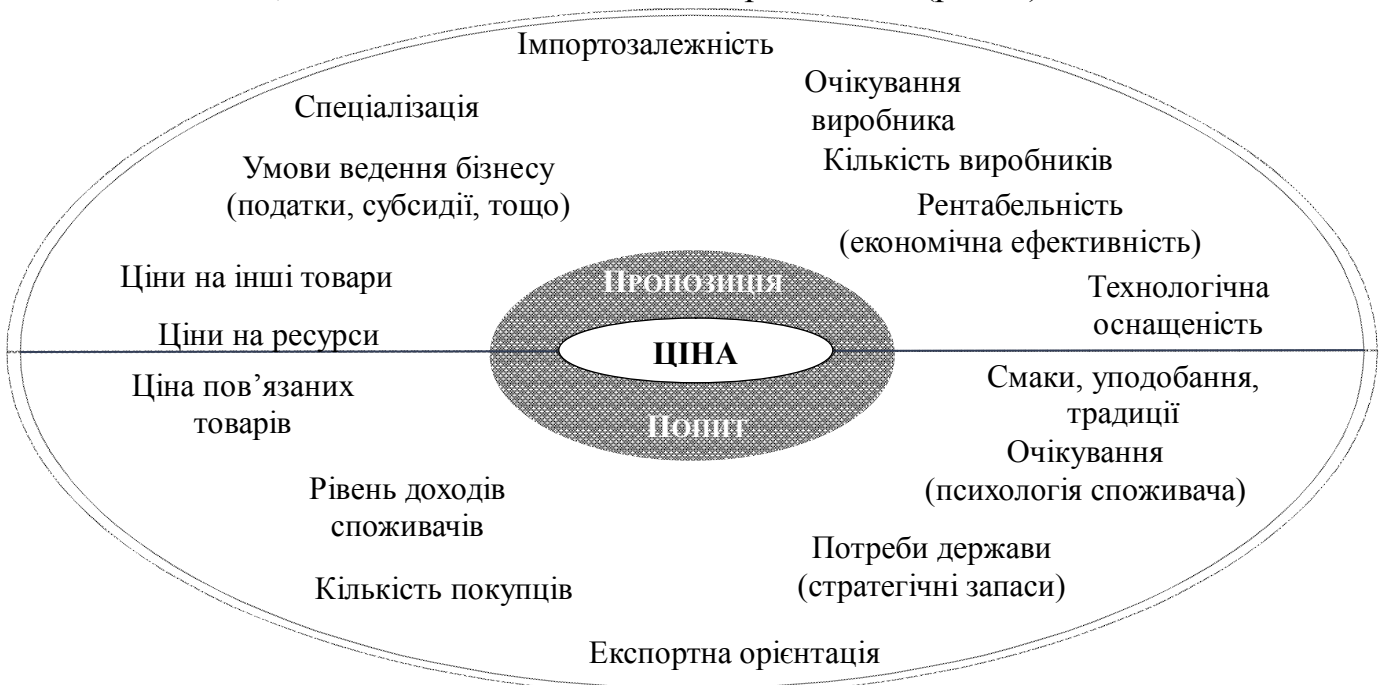 Імпортозалежність
Спеціалізація
Очікування
виробника
Умови ведення бізнесу
(податки, субсидії, тощо)
Кількість виробників
Рентабельність
(економічна ефективність)
Ціни на інші товари
Пропозиція
Технологічна
оснащеність
Ціни на ресурси
ЦІНА
Ціна пов’язаних
товарів
Смаки, уподобання,
традиції
Попит
Очікування
(психологія споживача)
Рівень доходів
споживачів
Потреби держави
(стратегічні запаси)
Кількість покупців
Експортна орієнтація